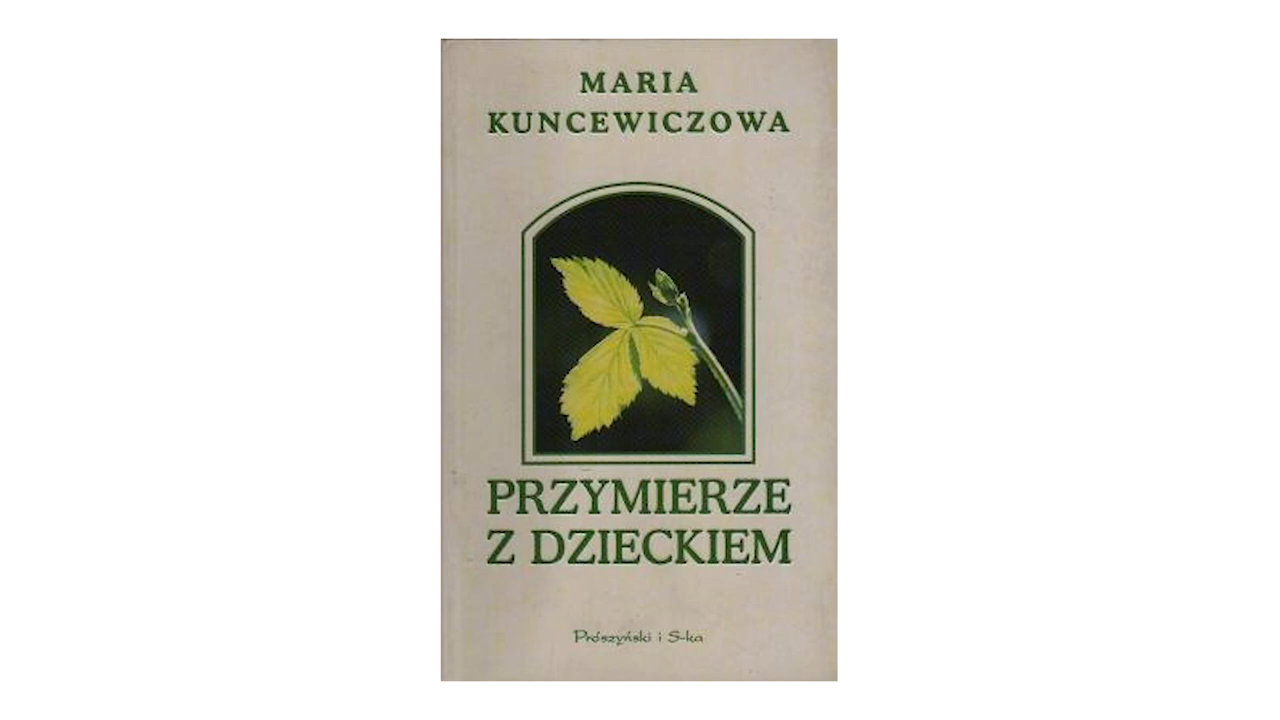 MARIA
KUNCEWICZOWA
PRZYMIERZE
Z DZIECKIEM
Prószyński i S-ka